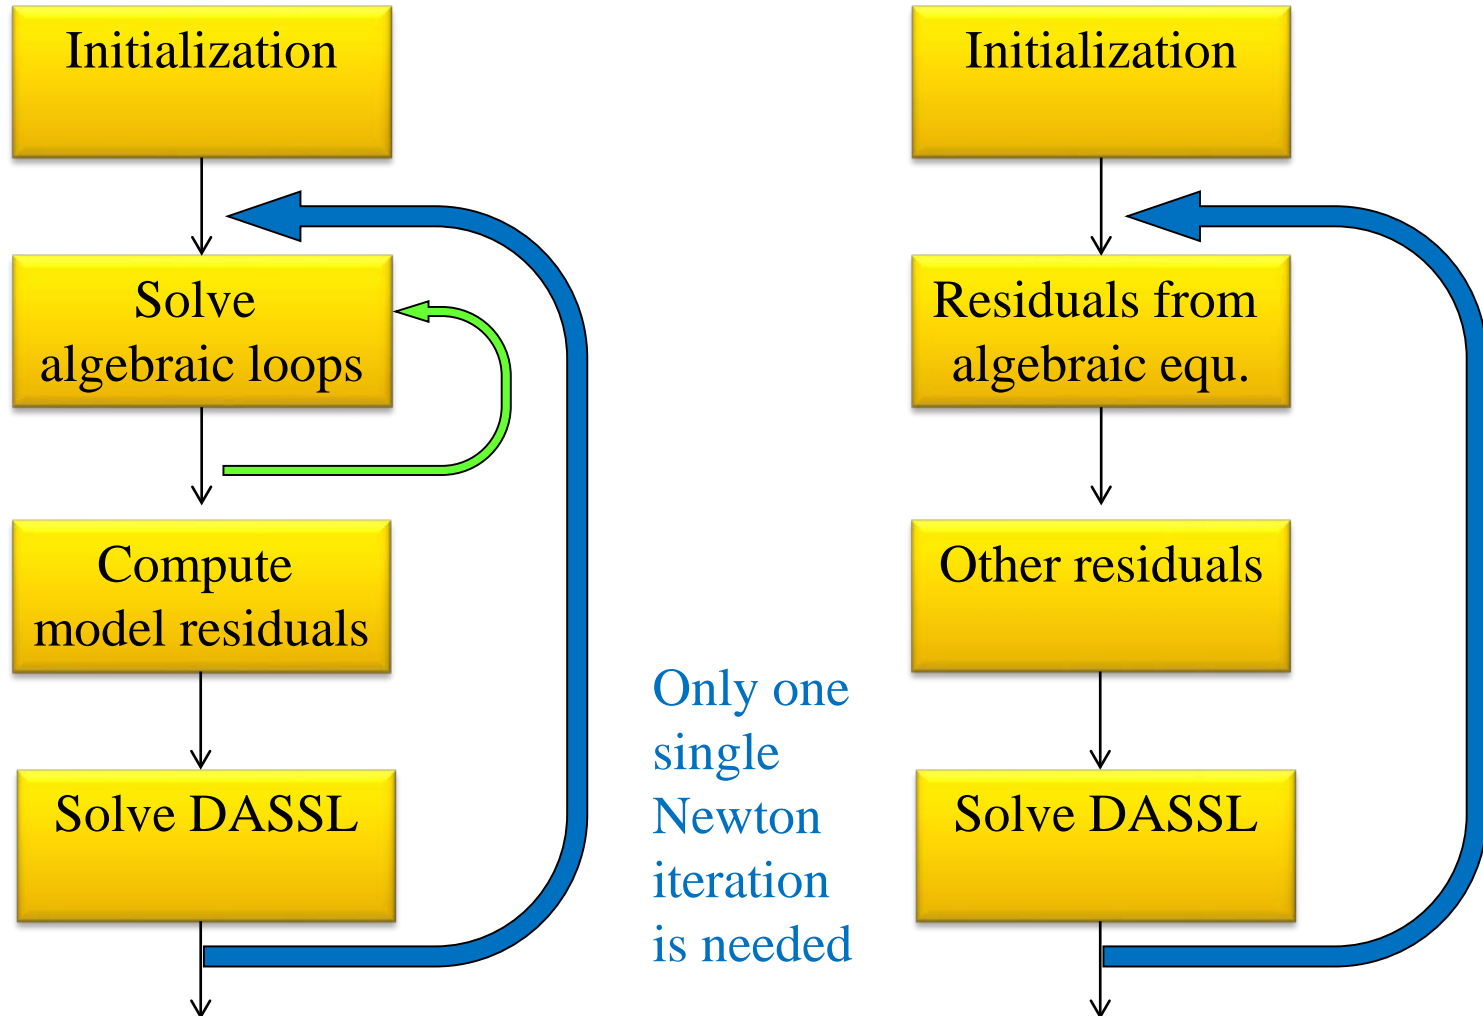 Initialization
Solve
algebraic loops
Compute
model residuals
Solve DASSL
Only one
single
Newton
iteration
is needed
Initialization
Residuals from
algebraic equ.
Other residuals
Solve DASSL